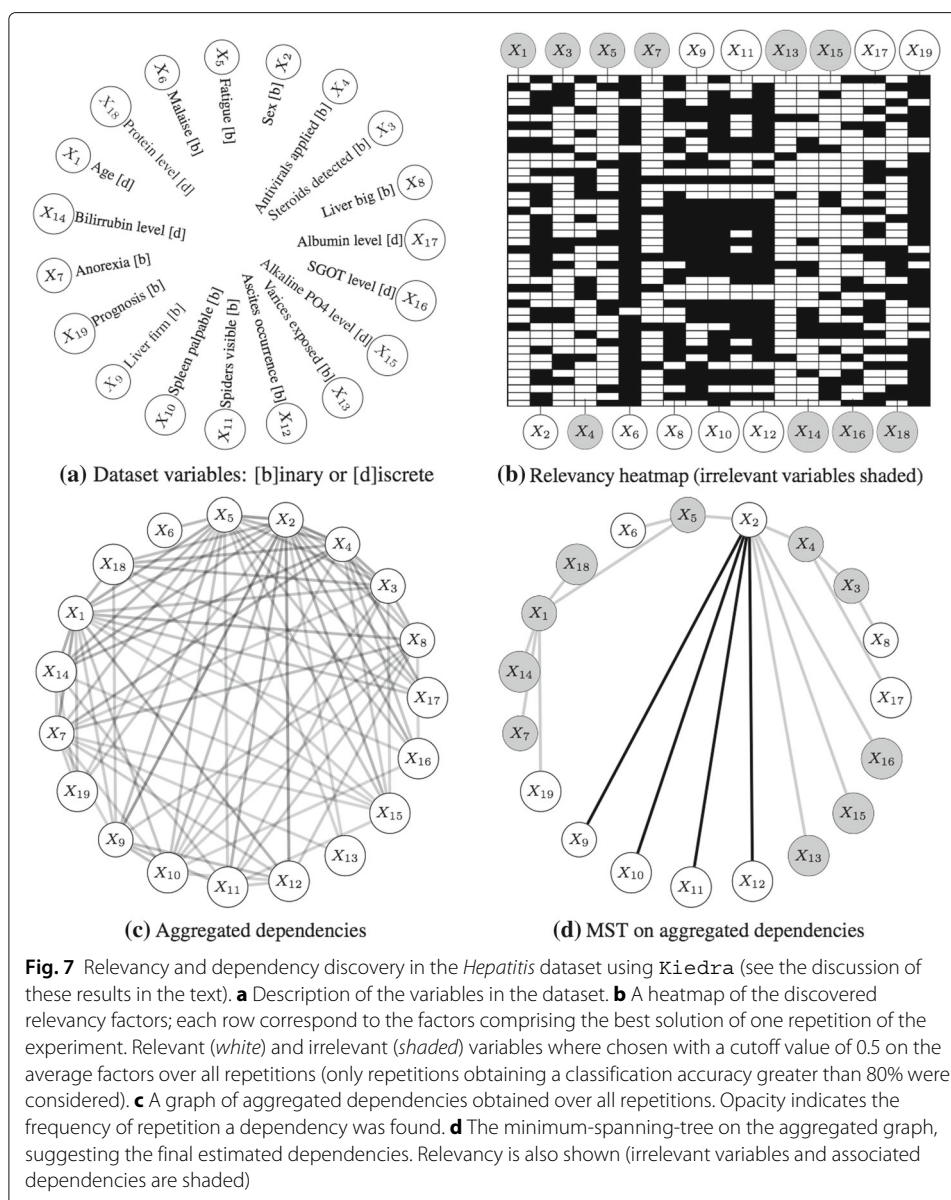 X5 Fatigue [b]
X2 Sex [b]
X4 Antivirals applied [b]
X3 Steroids detected [b]
X8 Liver big [b]
X17 Albumin level [d]
X16 SGOT level [d]
X15 Alkaline PO4 level [d]
X13 Varices exposed [b]
X12 Ascites occurrence [b]
X11 Spiders visible [b]
X10 Spleen palpable [b]
X9 Liver firm [b]
X19 Prognosis [b]
X7 Anorexia [b]
X14 Bilirrubin level [d]
X1 Age [d]
X18 Protein level [d]
X6 Malaise [b]
(a) Dataset variables: [b]inary or [d]iscrete
X1 X3 X5 X7 X9 X11 X13 X15 X17 X19
X2 X4 X6 X8 X10 X12 X14 X16 X18
(b) Relevancy heatmap (irrelevant variables shaded)
X5
X2
X4
X3
X8
X17
X16
X15
X13
X12
X11
X10
X9
X19
X7
X14
X1
X18
X6
(c) Aggregated dependencies
X5
X2
X4
X3
X8
X17
X16
X15
X13
X12
X11
X10
X9
X19
X7
X14
X1
X18
X6
(d) MST on aggregated dependencies
Fig. 7 Relevancy and dependency discovery in the Hepatitis dataset using Kiedra (see the discussion of
these results in the text). a Description of the variables in the dataset. b A heatmap of the discovered
relevancy factors; each row correspond to the factors comprising the best solution of one repetition of the
experiment. Relevant (white) and irrelevant (shaded) variables where chosen with a cutoff value of 0.5 on the
average factors over all repetitions (only repetitions obtaining a classification accuracy greater than 80% were
considered). c A graph of aggregated dependencies obtained over all repetitions. Opacity indicates the
frequency of repetition a dependency was found. d The minimum-spanning-tree on the aggregated graph,
suggesting the final estimated dependencies. Relevancy is also shown (irrelevant variables and associated
dependencies are shaded)